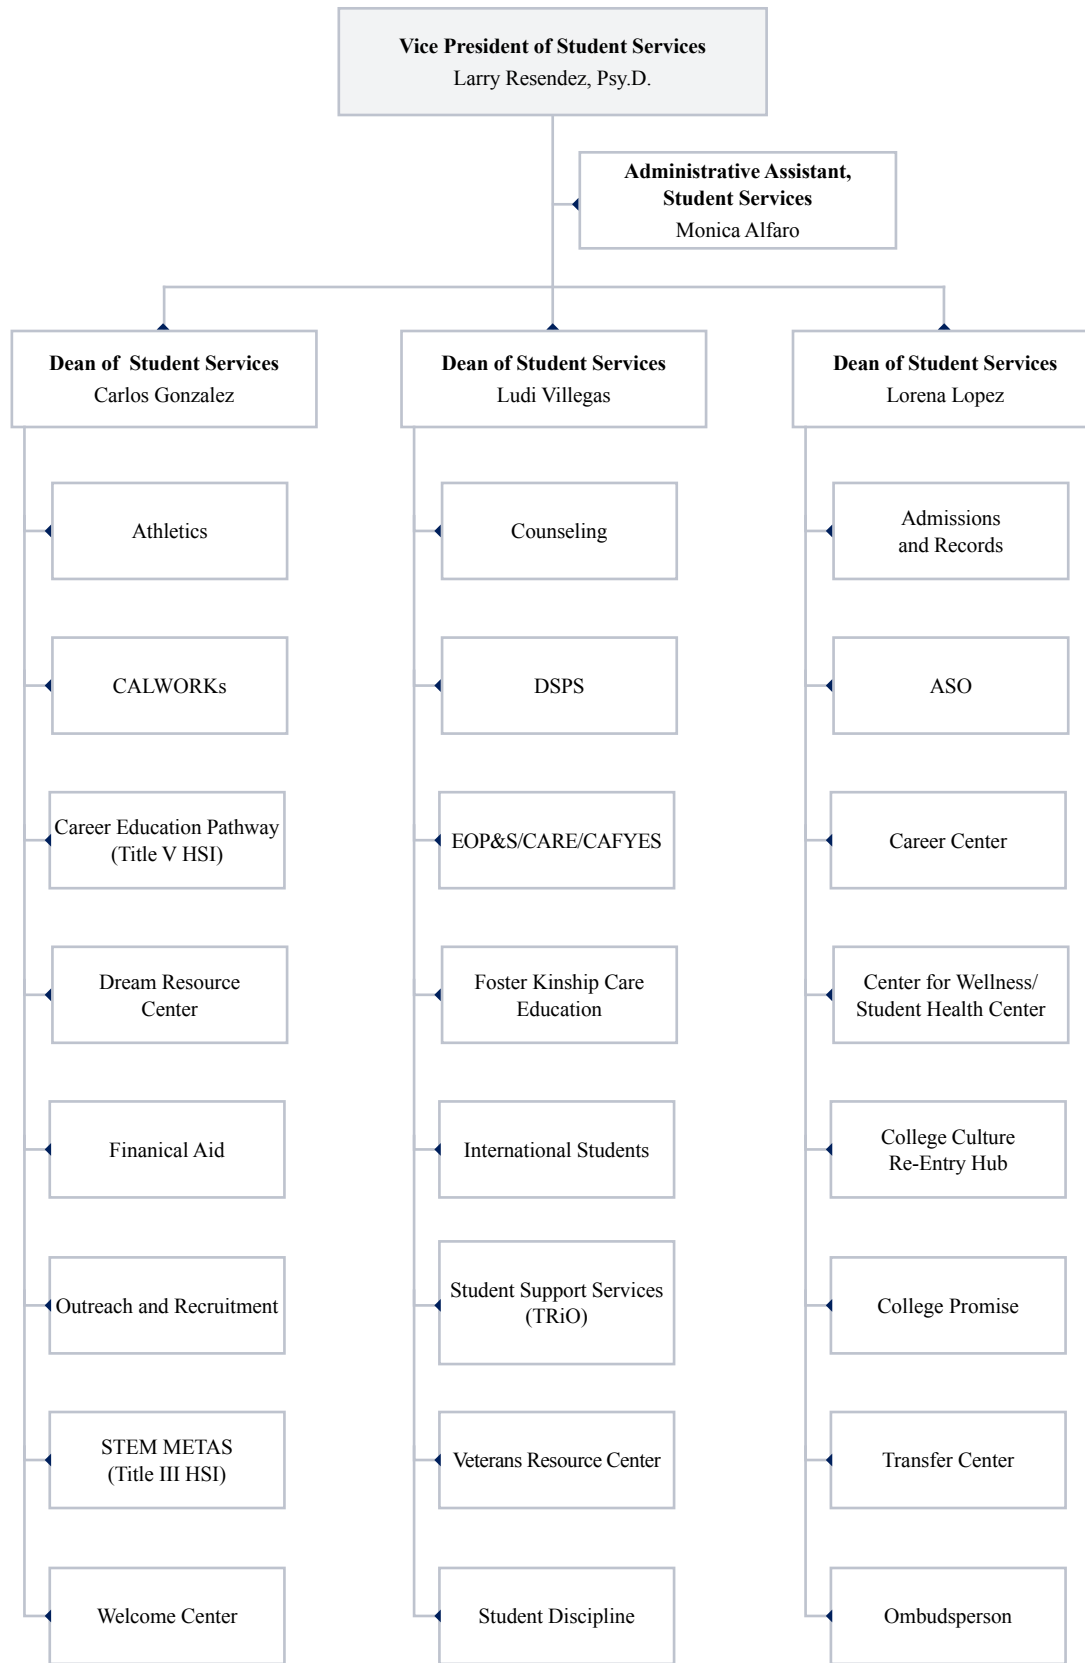 Vice President of Student Services
Larry Resendez, Psy.D.
Administrative Assistant,
Student Services
Monica Alfaro
Dean of Student Services
Carlos Gonzalez
Athletics
CALWORKs
Career Education Pathway
(Title V HSI)
Dream Resource
Center
Finanical Aid
Outreach and Recruitment
STEM METAS
(Title III HSI)
Welcome Center
Dean of Student Services
Ludi Villegas
Counseling
DSPS
EOP&S/CARE/CAFYES
Foster Kinship Care
Education
International Students
Student Support Services
(TRiO)
Veterans Resource Center
Student Discipline
Dean of Student Services
Lorena Lopez
Admissions
and Records
ASO
Career Center
Center for Wellness/
Student Health Center
College Culture
Re-Entry Hub
College Promise
Transfer Center
Ombudsperson